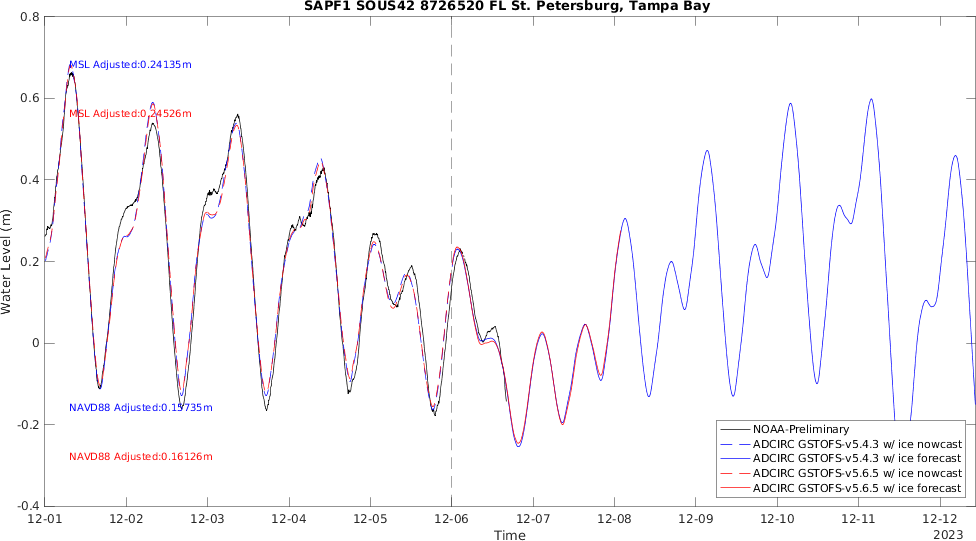 SAPF1 SOUS42 8726520 FL St. Petersburg, Tampa Bay
0.8
0.6
0.4
0.2
0
-0.2
-0.4
Water Level (m)
MSL Adjusted:0.24135m
MSL Adjusted:0.24526m
NAVD88 Adjusted:0.15735m
NAVD88 Adjusted:0.16126m
NOAA-Preliminary
ADCIRC GSTOFS-v5.4.3 w/ ice nowcast
ADCIRC GSTOFS-v5.4.3 w/ ice forecast
ADCIRC GSTOFS-v5.6.5 w/ ice nowcast
ADCIRC GSTOFS-v5.6.5 w/ ice forecast
12-01 12-02 12-03 12-04 12-05 12-06 12-07 12-08 12-09 12-10 12-11 12-12
Time
2023